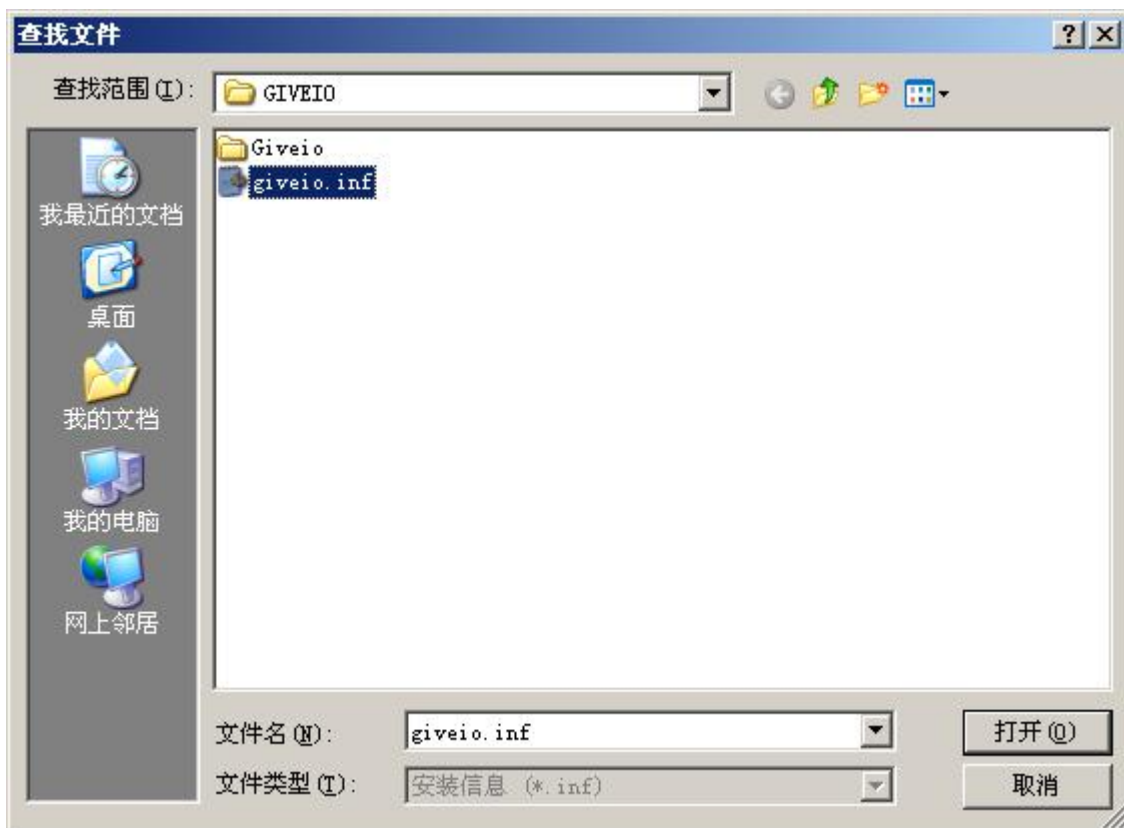 查找文件
查找范围(I):
GIVEIO
Giveio
giveio.inf
我最近的文档
桌面
我的文档
我的电脑
网上邻居
文件名(N):
giveio.inf
打开(O)
文件类型(T):
安装信息 (*.inf)
取消